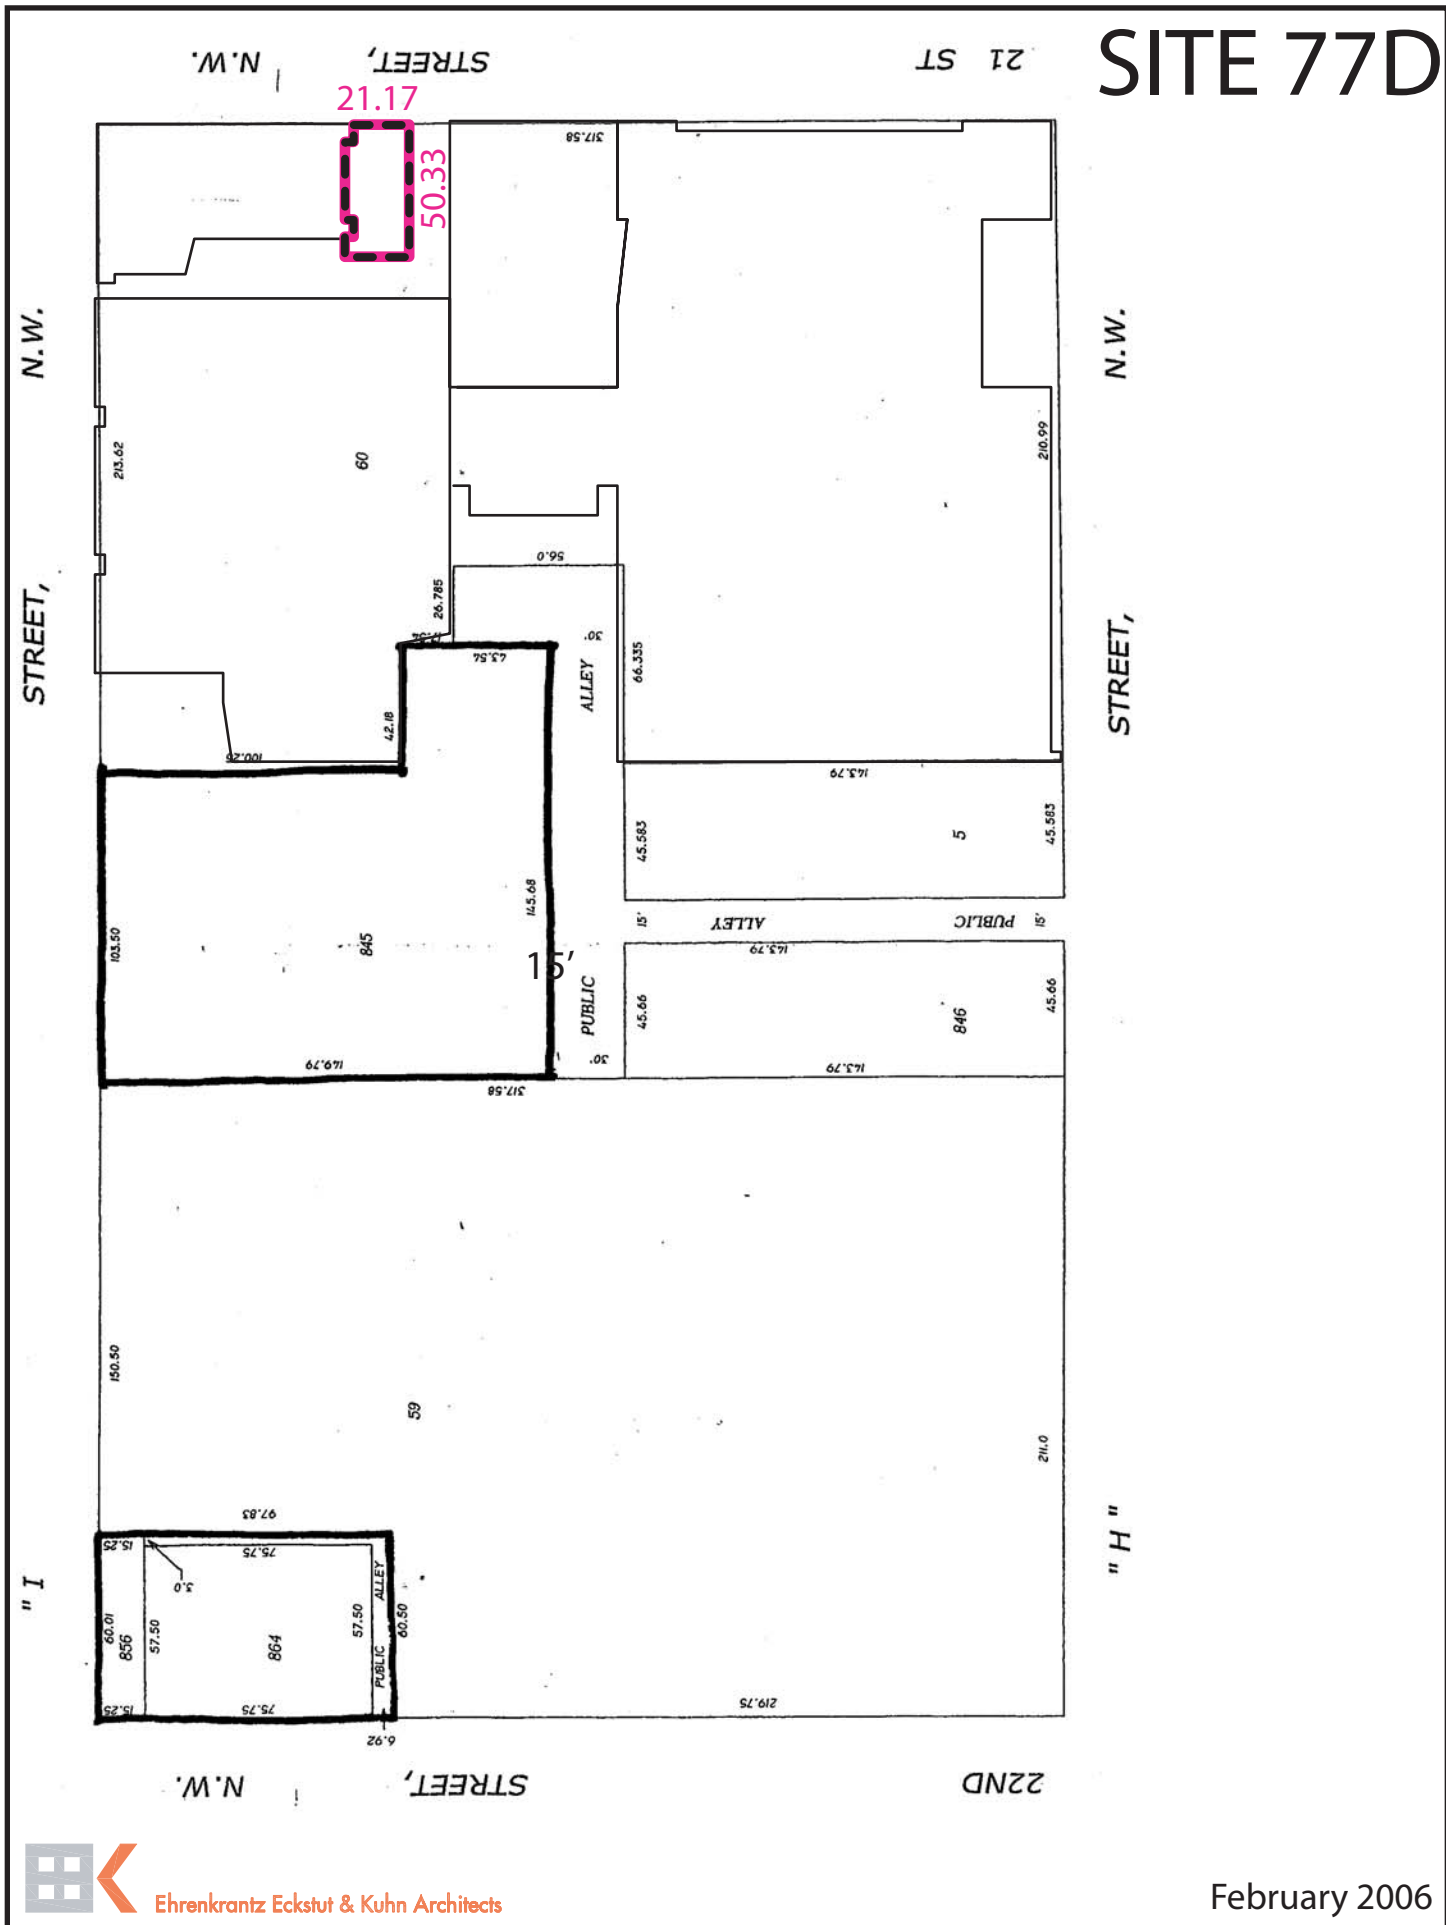 SITE 77D
21 ST STREET, N.W.
21.17
50.33
317.58
N.W.
N.W.
213.62
60
210.99
56.0
26.785
30'
STREET,
STREET,
43.54
66.335
ALLEY
42.18
100.26
143.79
45.583
5
45.583
145.68
15'
ALLEY
PUBLIC
15'
103.50
845
143.79
15'
PUBLIC
45.66
846
45.66
30'
149.79
143.79
317.58
150.50
59
211.0
97.83
"H"
15.25
75.75
"I
3.0
ALLEY
60.01
856
57.50
864
57.50
60.50
PUBLIC
15.25
75.75
219.75
6.92
22ND STREET, N.W.
Ehrenkrantz Eckstut & Kuhn Architects
February 2006